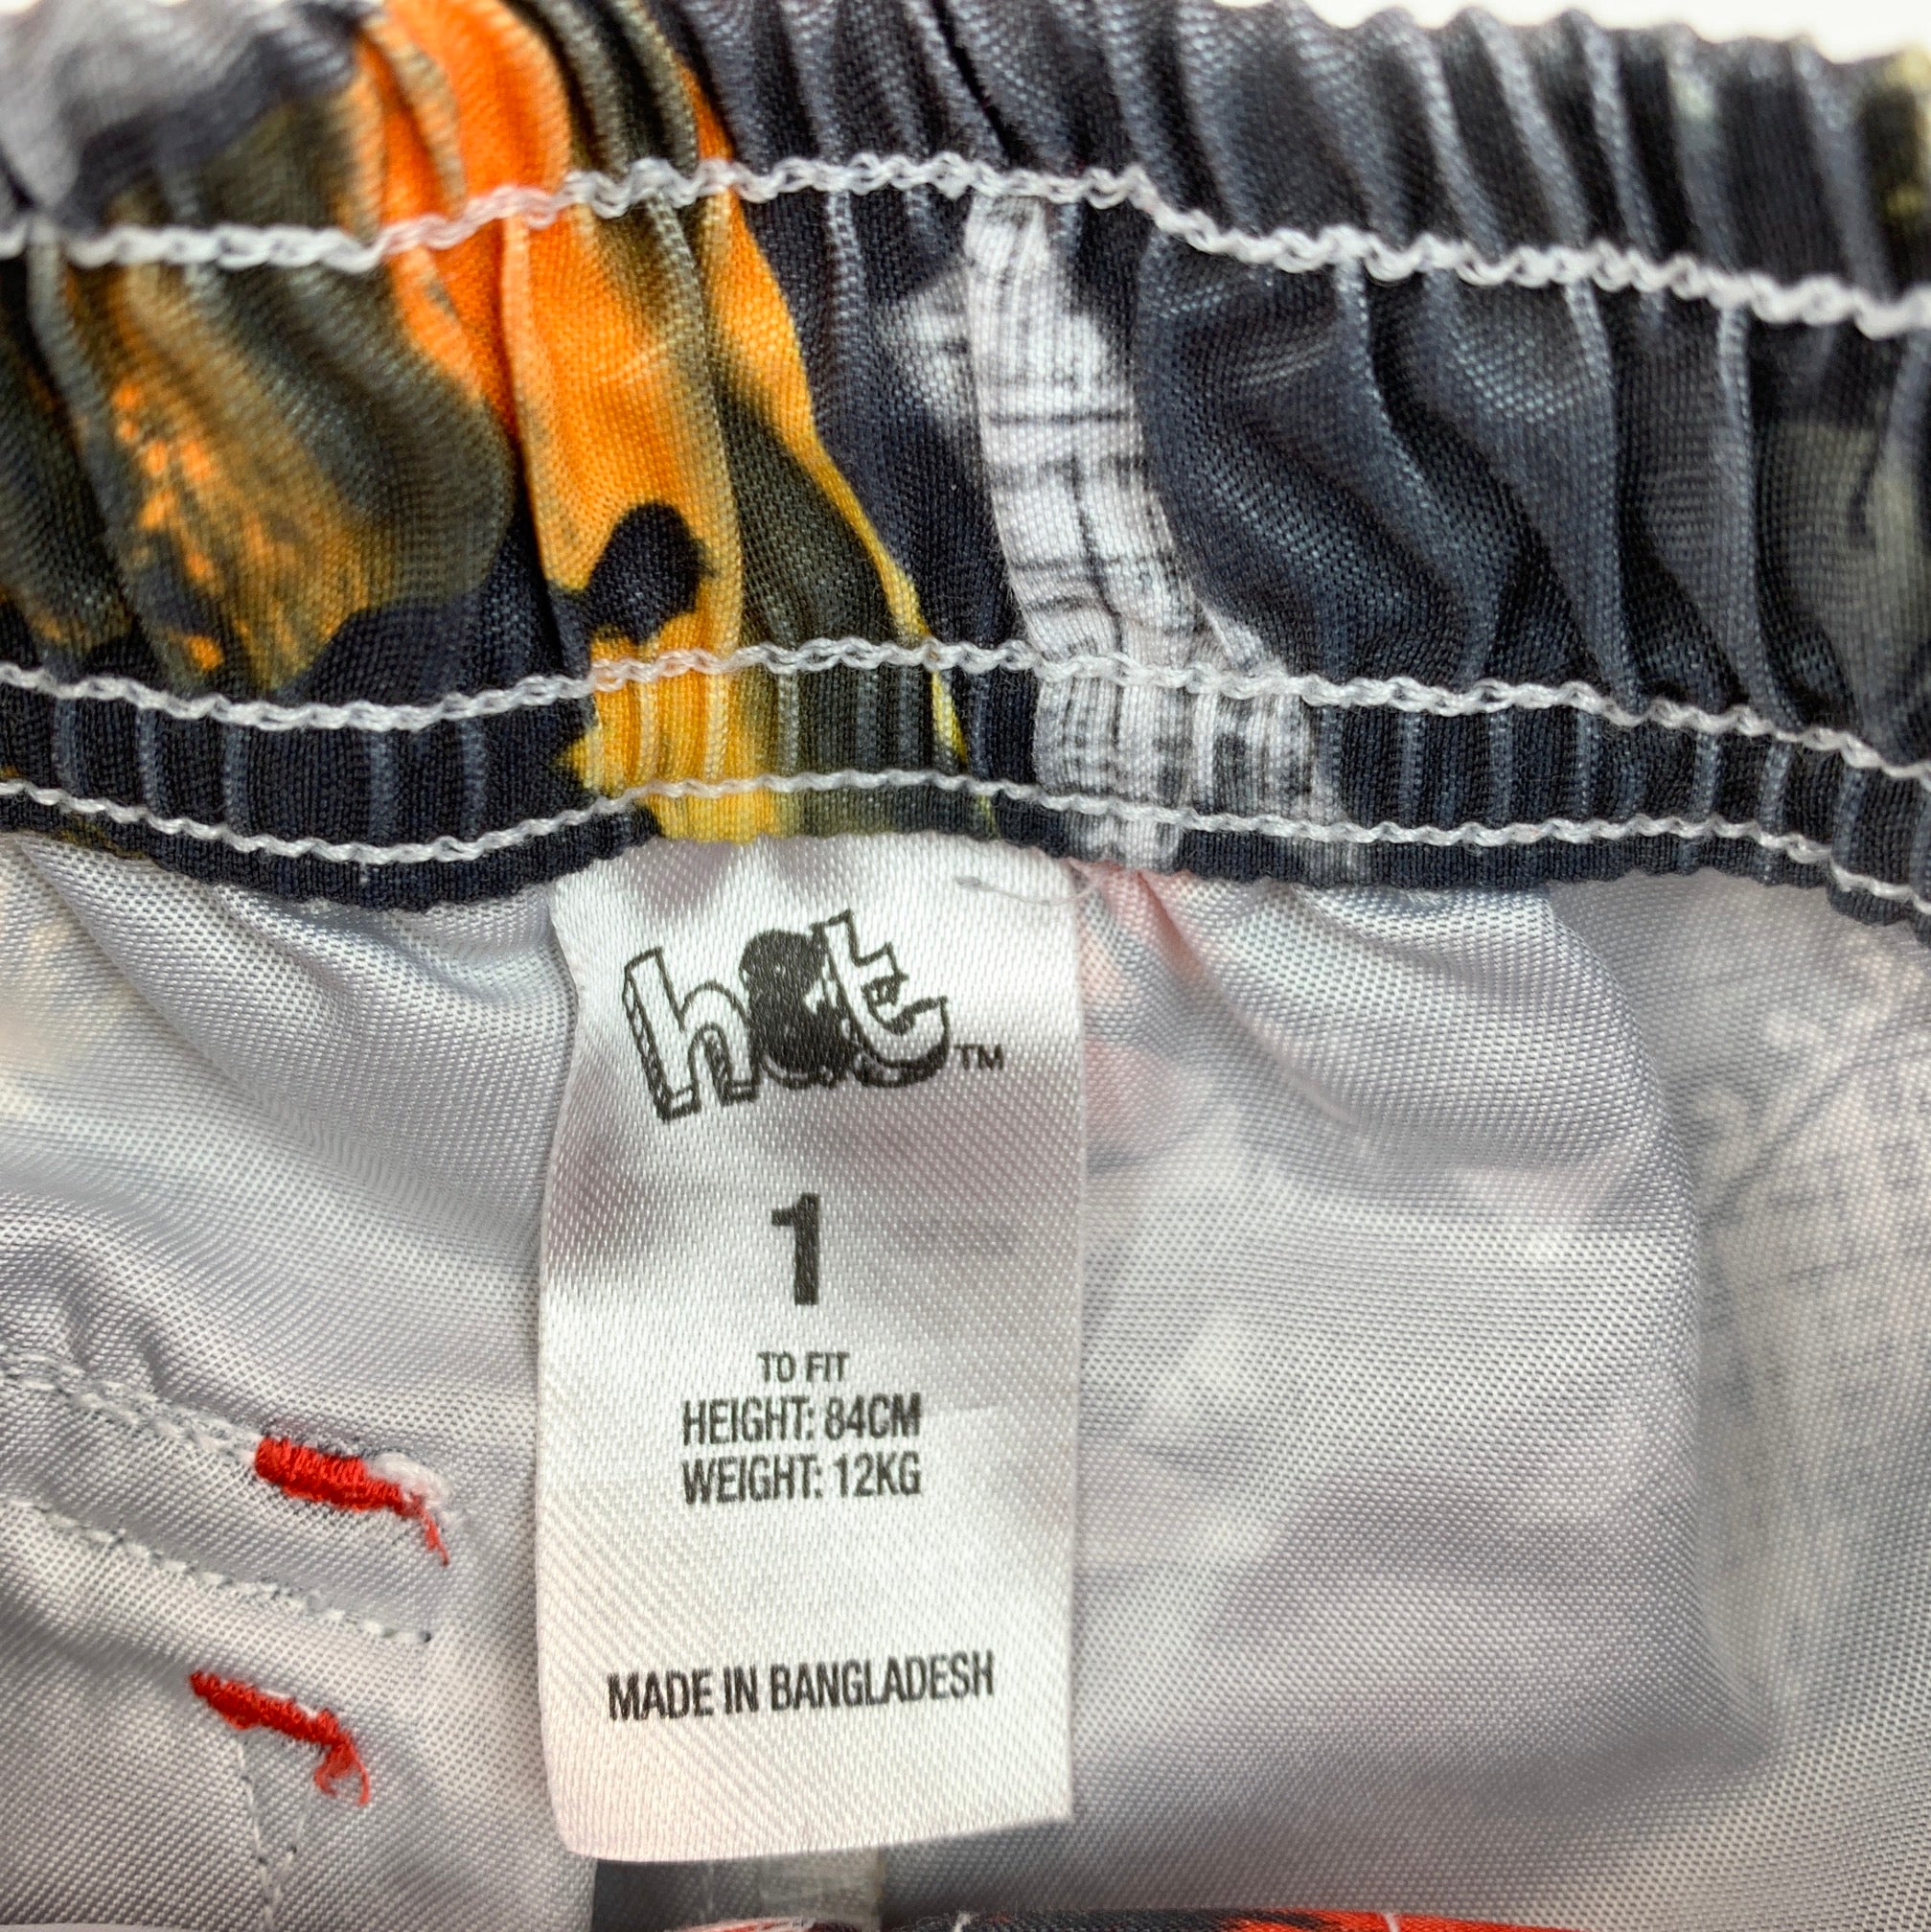 h&t™
1
TO FIT
HEIGHT: 84CM
WEIGHT: 12KG
MADE IN BANGLADESH